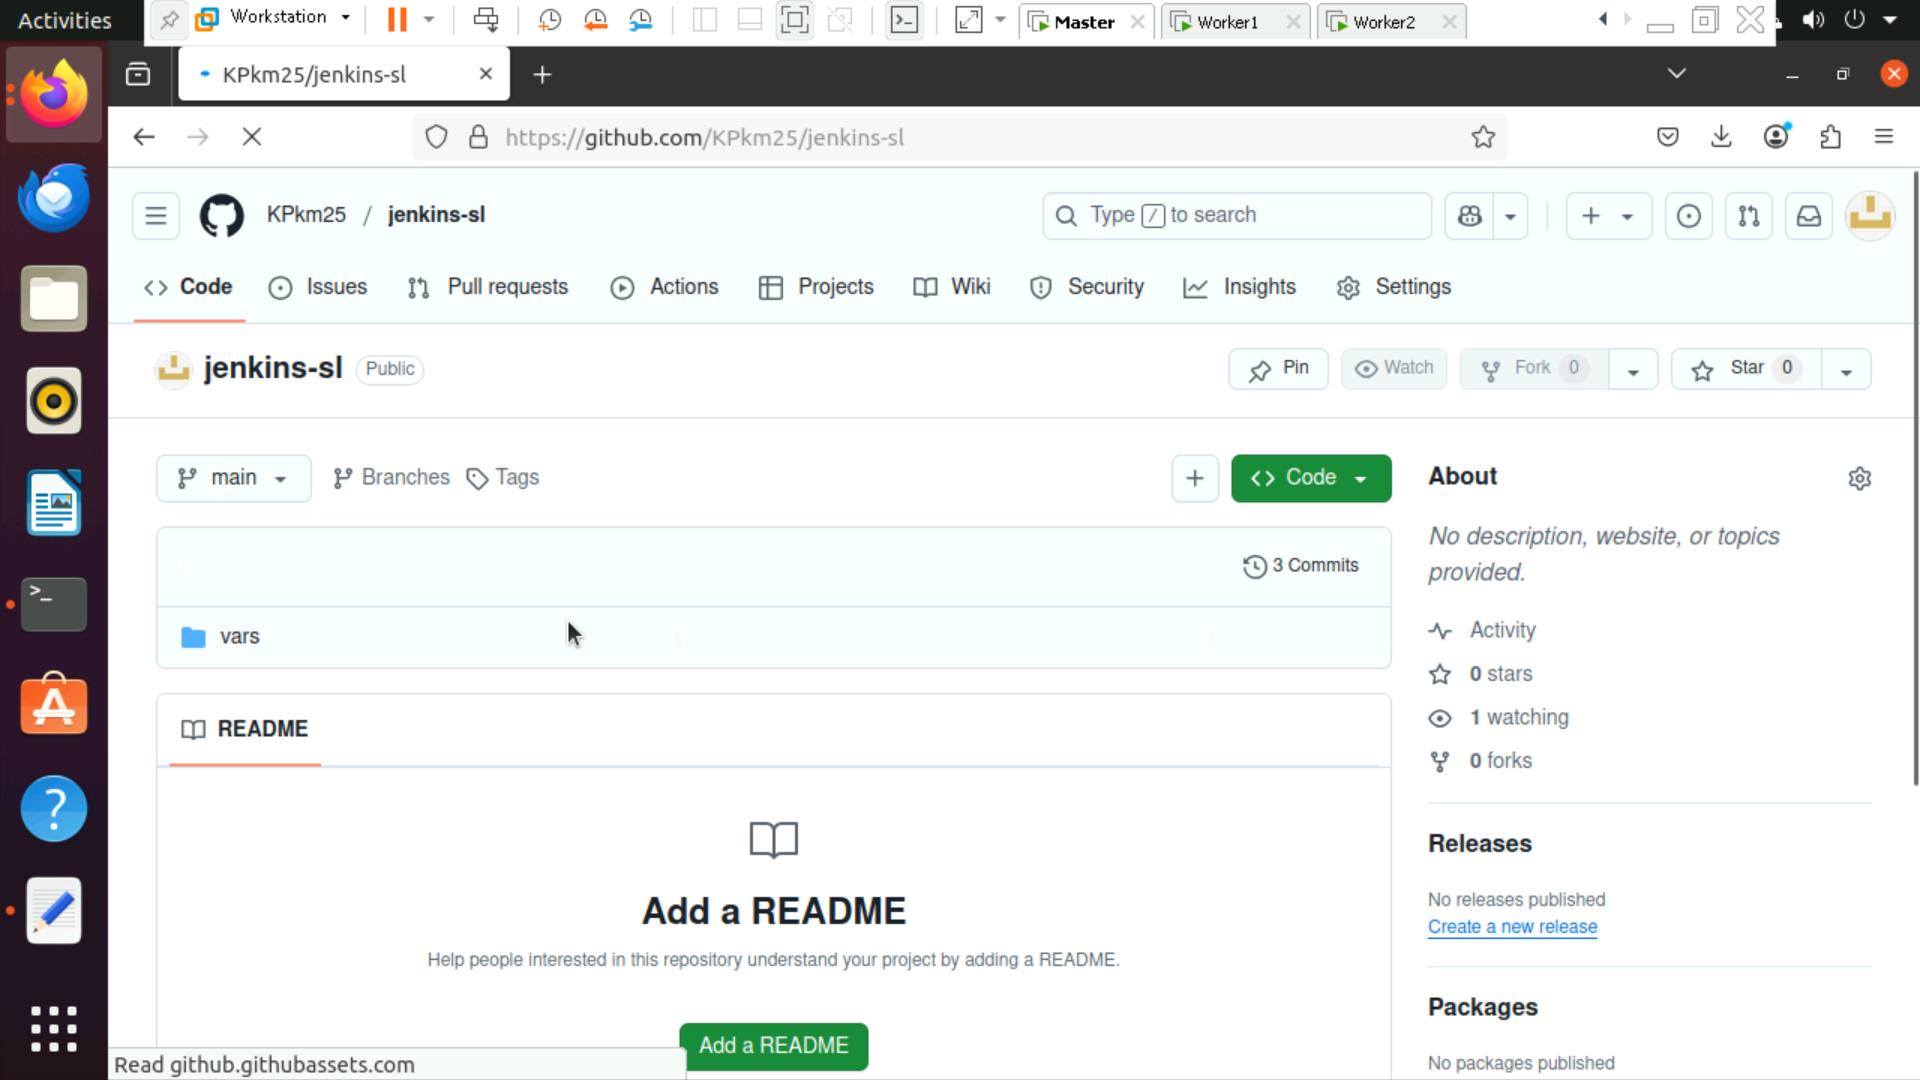 Activities
Workstation
Master
Worker1
Worker2
KPkm25/jenkins-sl
https://github.com/KPkm25/jenkins-sl
KPkm25 / jenkins-sl
Type / to search
Code
Issues
Pull requests
Actions
Projects
Wiki
Security
Insights
Settings
jenkins-sl
Public
Pin
Watch
Fork 0
Star 0
main
Branches
Tags
Code
3 Commits
vars
README
Add a README
Help people interested in this repository understand your project by adding a README.
Add a README
About
No description, website, or topics
provided.
Activity
0 stars
1 watching
0 forks
Releases
No releases published
Create a new release
Packages
No packages published
Read github.githubassets.com